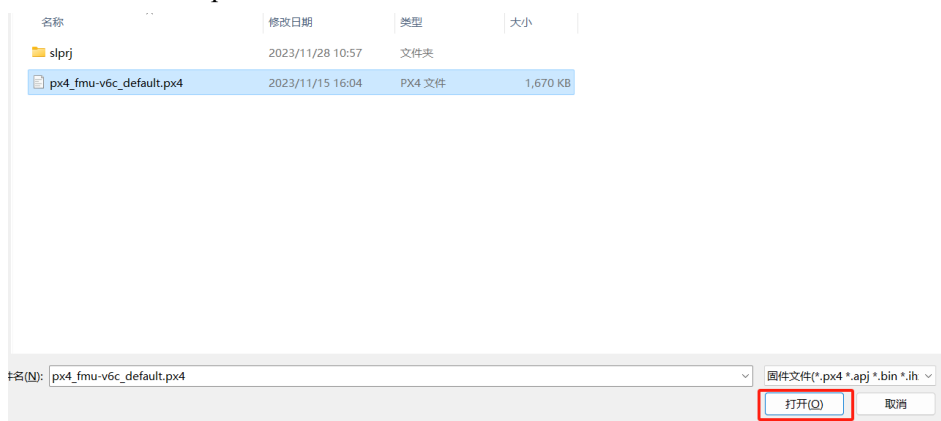 名称 修改日期 类型 大小
slprj 2023/11/28 10:57 文件夹
px4_fmu-v6c_default.px4 2023/11/15 16:04 PX4 文件 1,670 KB
件名(N): px4_fmu-v6c_default.px4 固件文件(*.px4 *.apj *.bin *.ih
打开(O) 取消